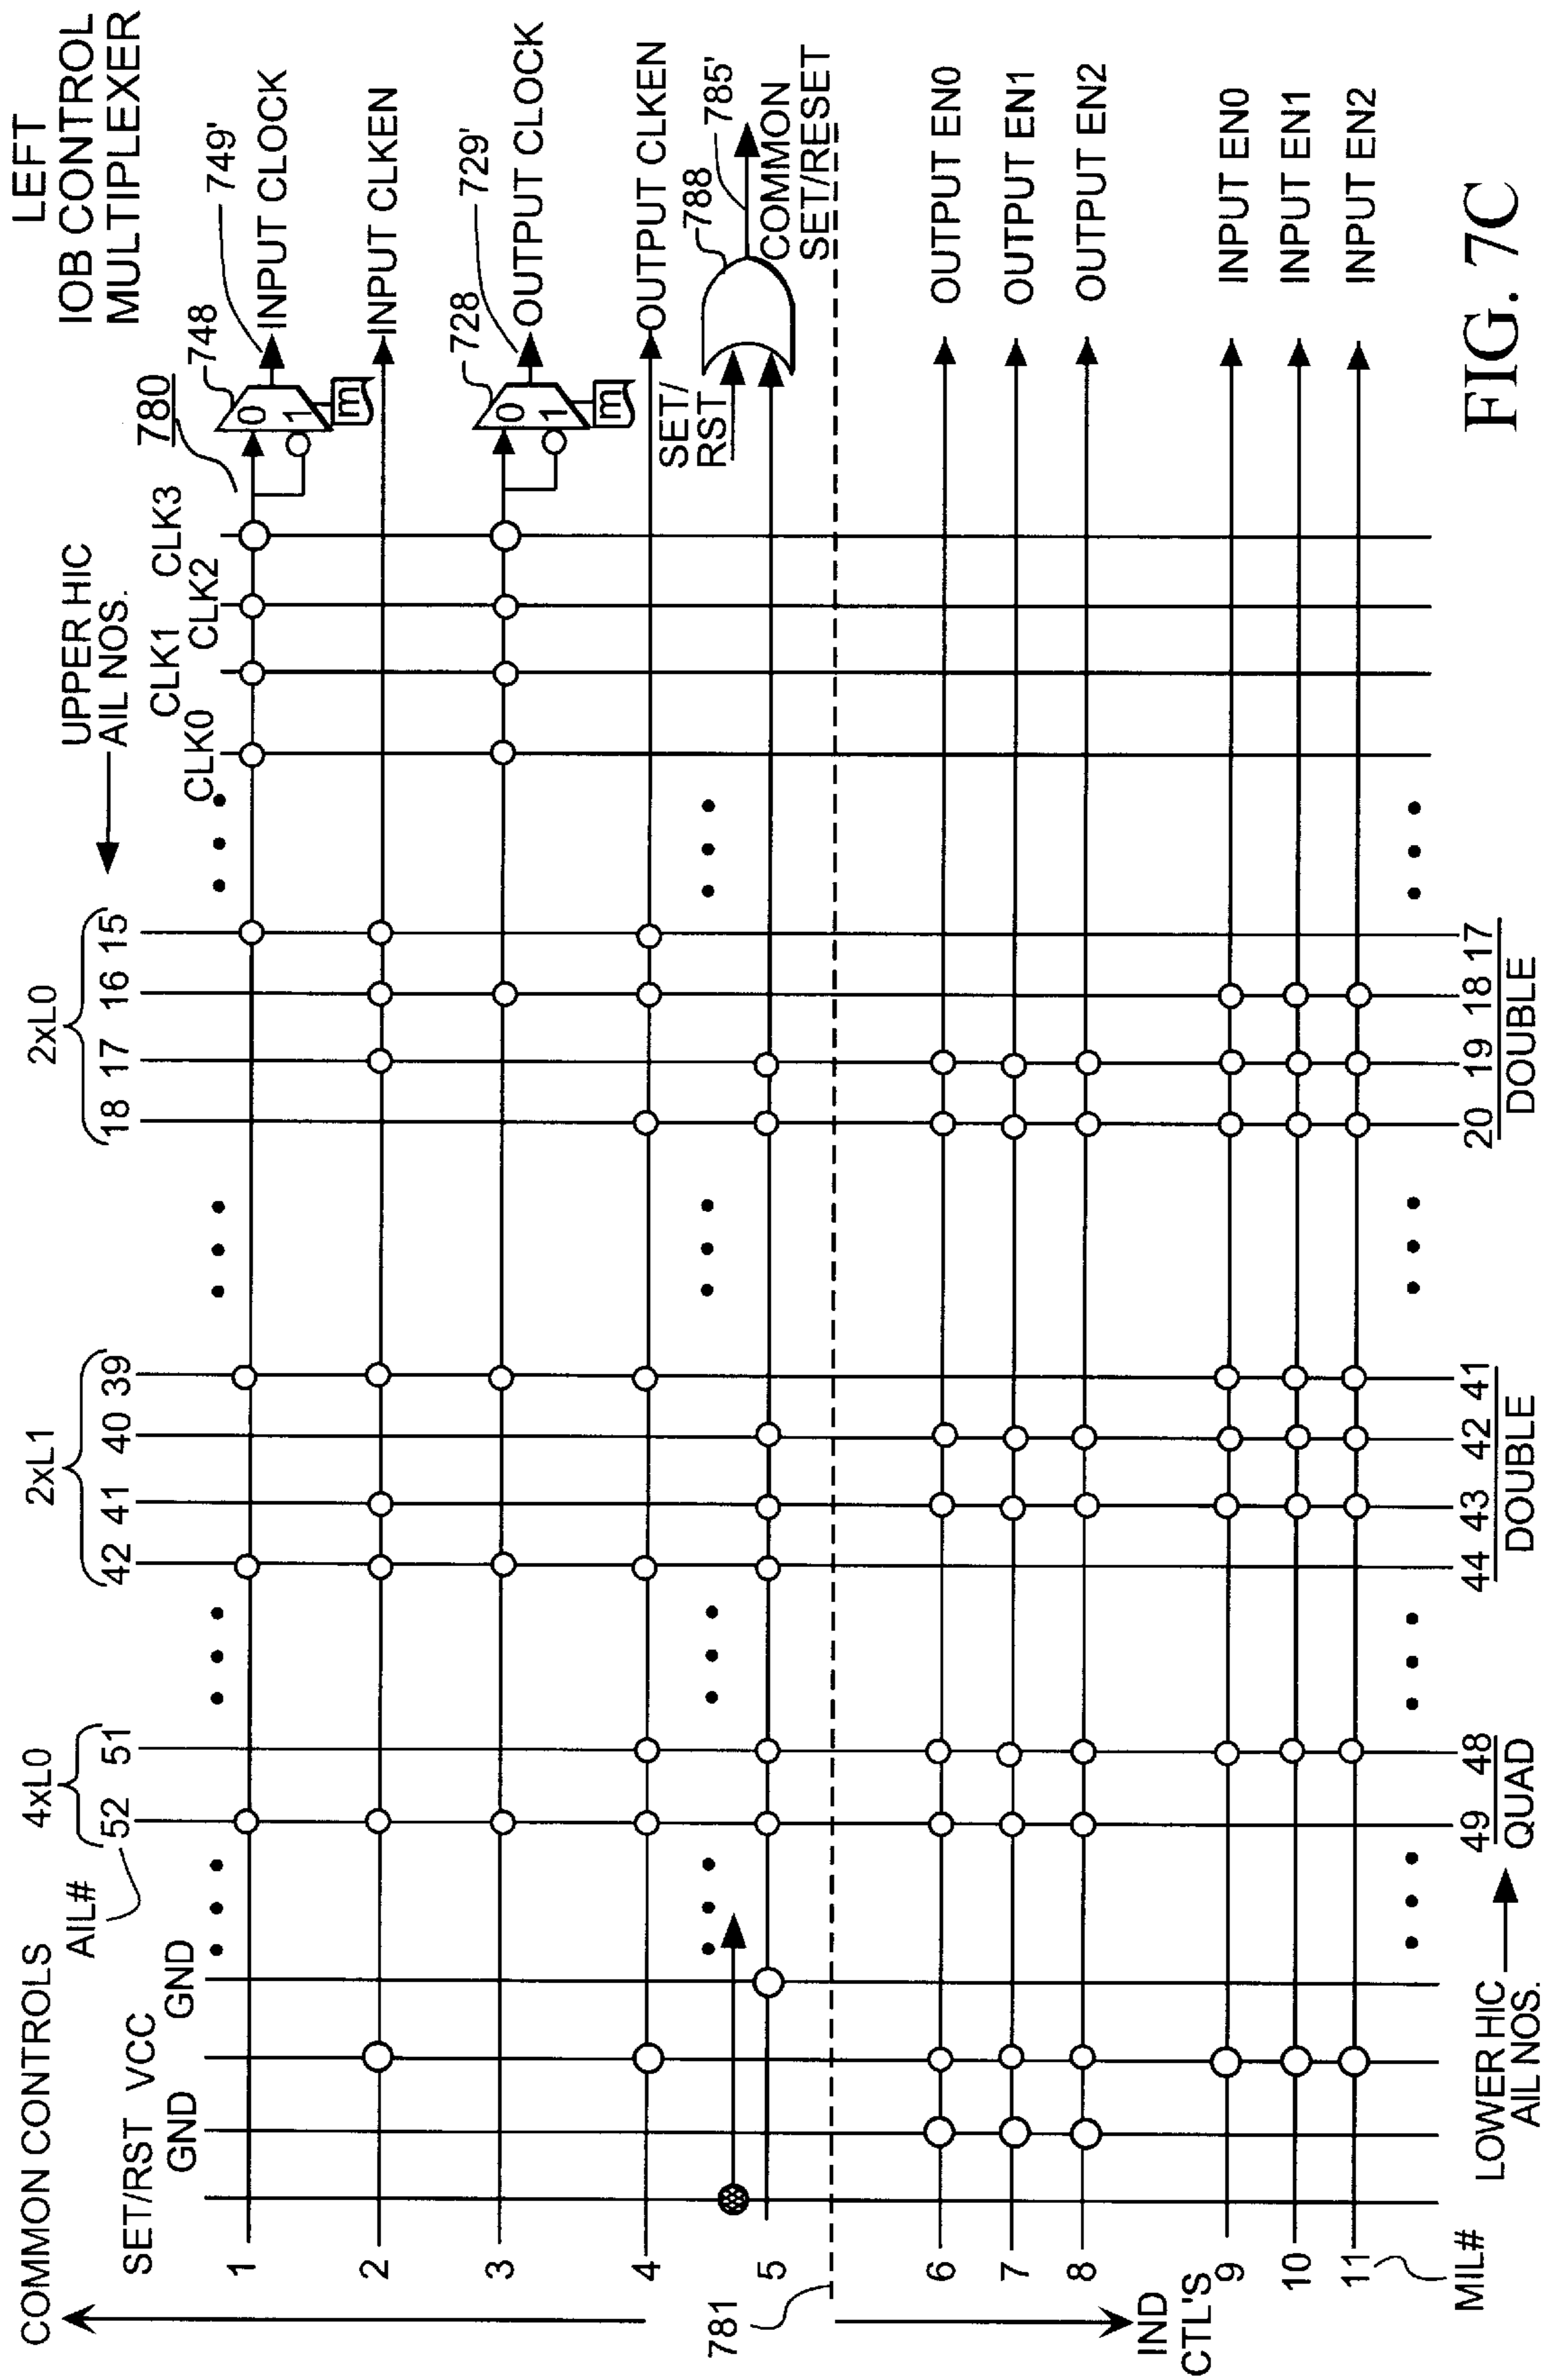 LEFT
IOB CONTROL
MULTIPLEXER
COMMON CONTROLS
AIL#
4xL0
2xL1
2xL0
UPPER HIC
AIL NOS.
SET/RST VCC
GND GND
52 51
42 41 40 39
18 17 16 15
CLK0 CLK1 CLK2 CLK3
780
748
749'
1
0
1
m
INPUT CLOCK
2
INPUT CLKEN
3
728
729'
0
1
m
OUTPUT CLOCK
4
OUTPUT CLKEN
SET/
RST
788
785'
5
COMMON
SET/RESET
781
6
OUTPUT EN0
7
OUTPUT EN1
8
OUTPUT EN2
IND
CTL'S
9
INPUT EN0
10
INPUT EN1
11
INPUT EN2
MIL#
LOWER HIC
AIL NOS.
49 48
QUAD
44 43 42 41
DOUBLE
20 19 18 17
DOUBLE
FIG. 7C